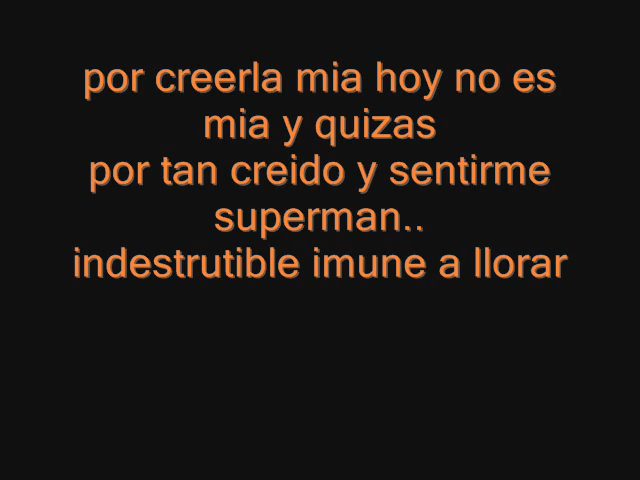 por creerla mia hoy no es
mia y quizas
por tan creido y sentirme
superman..
indestrutible imune a llorar